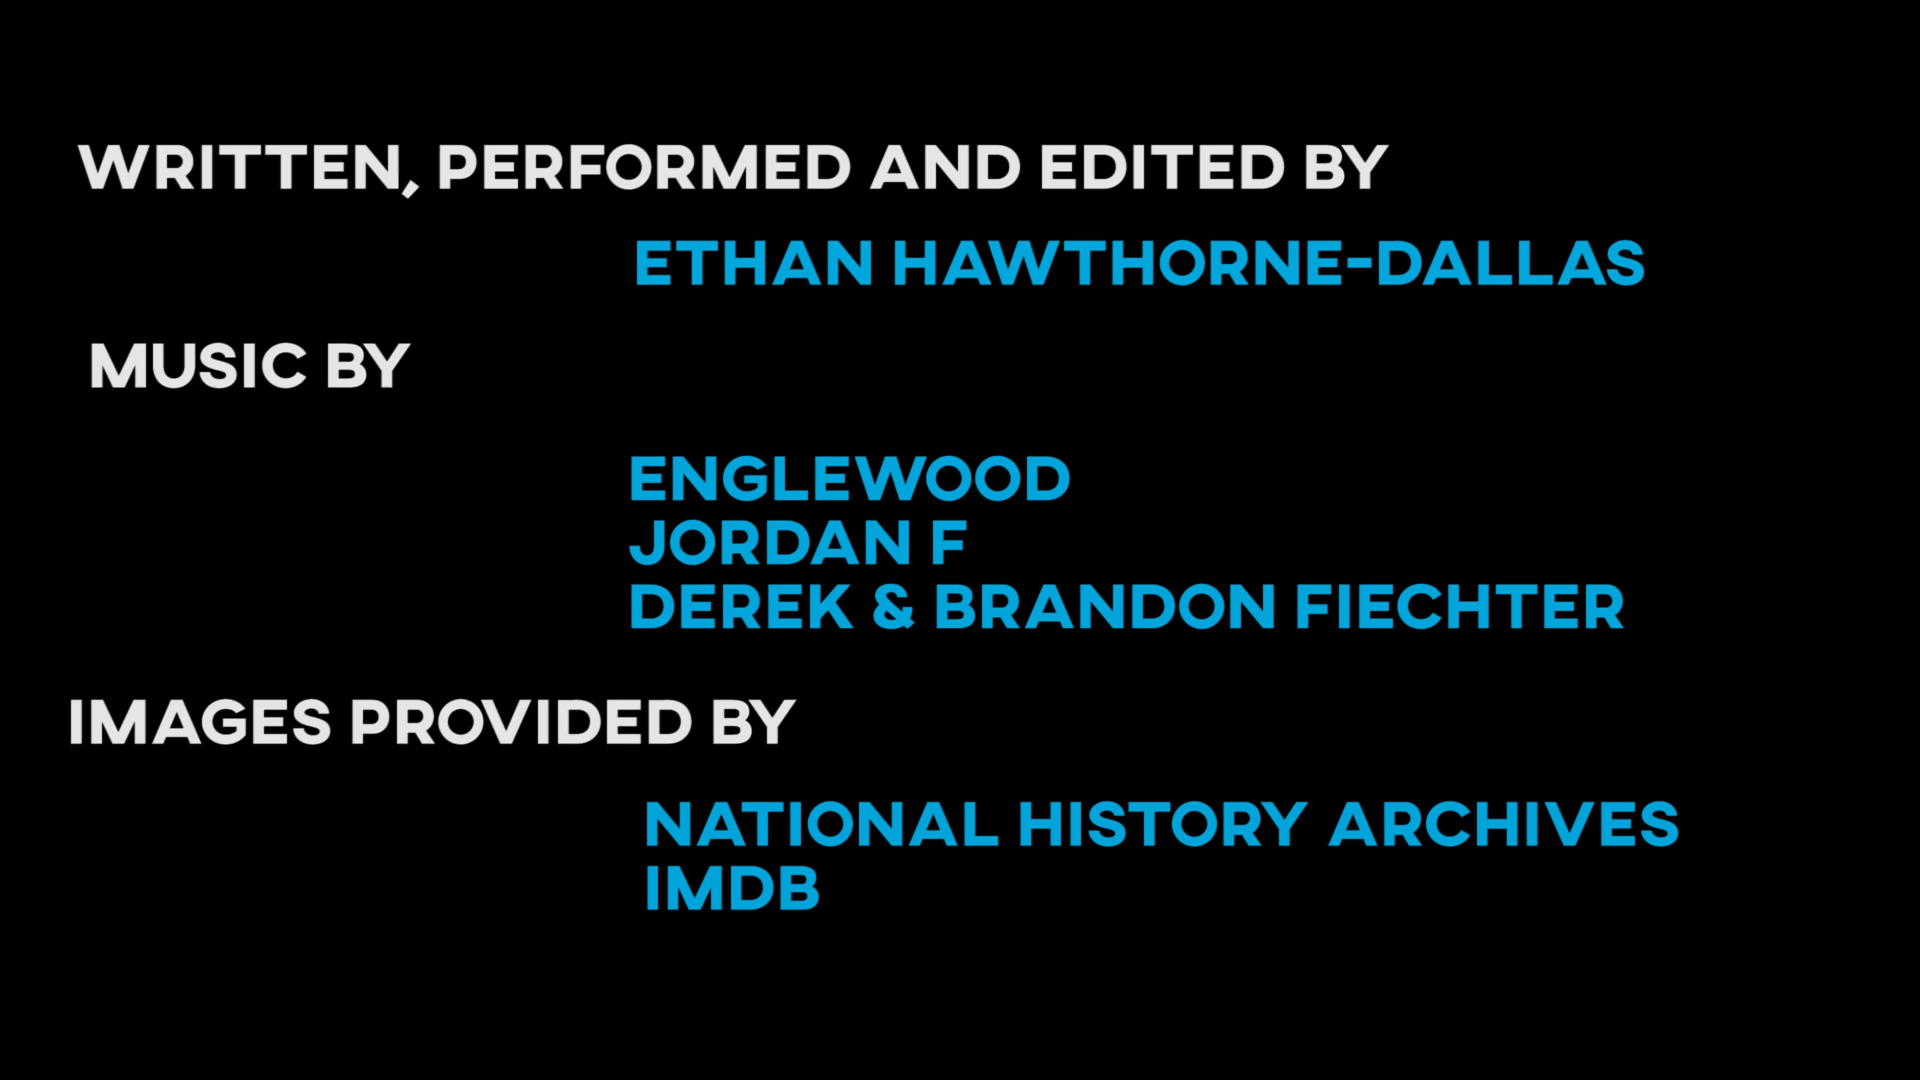 WRITTEN, PERFORMED AND EDITED BY
ETHAN HAWTHORNE-DALLAS
MUSIC BY
ENGLEWOOD
JORDAN F
DEREK & BRANDON FIECHTER
IMAGES PROVIDED BY
NATIONAL HISTORY ARCHIVES
IMDB